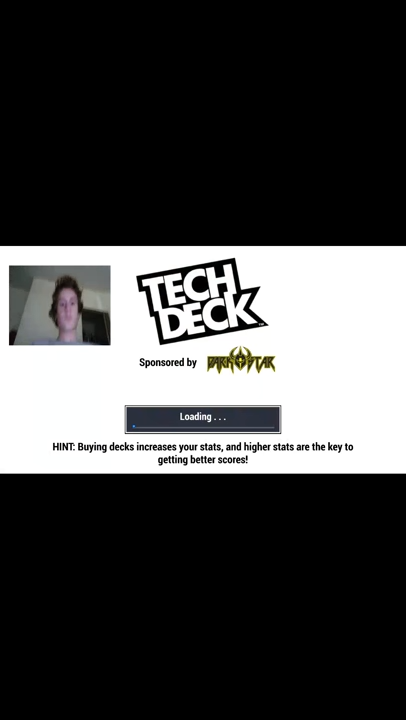 TECH
DECK
Sponsored by DARKSTAR
Loading . . .
HINT: Buying decks increases your stats, and higher stats are the key to
getting better scores!